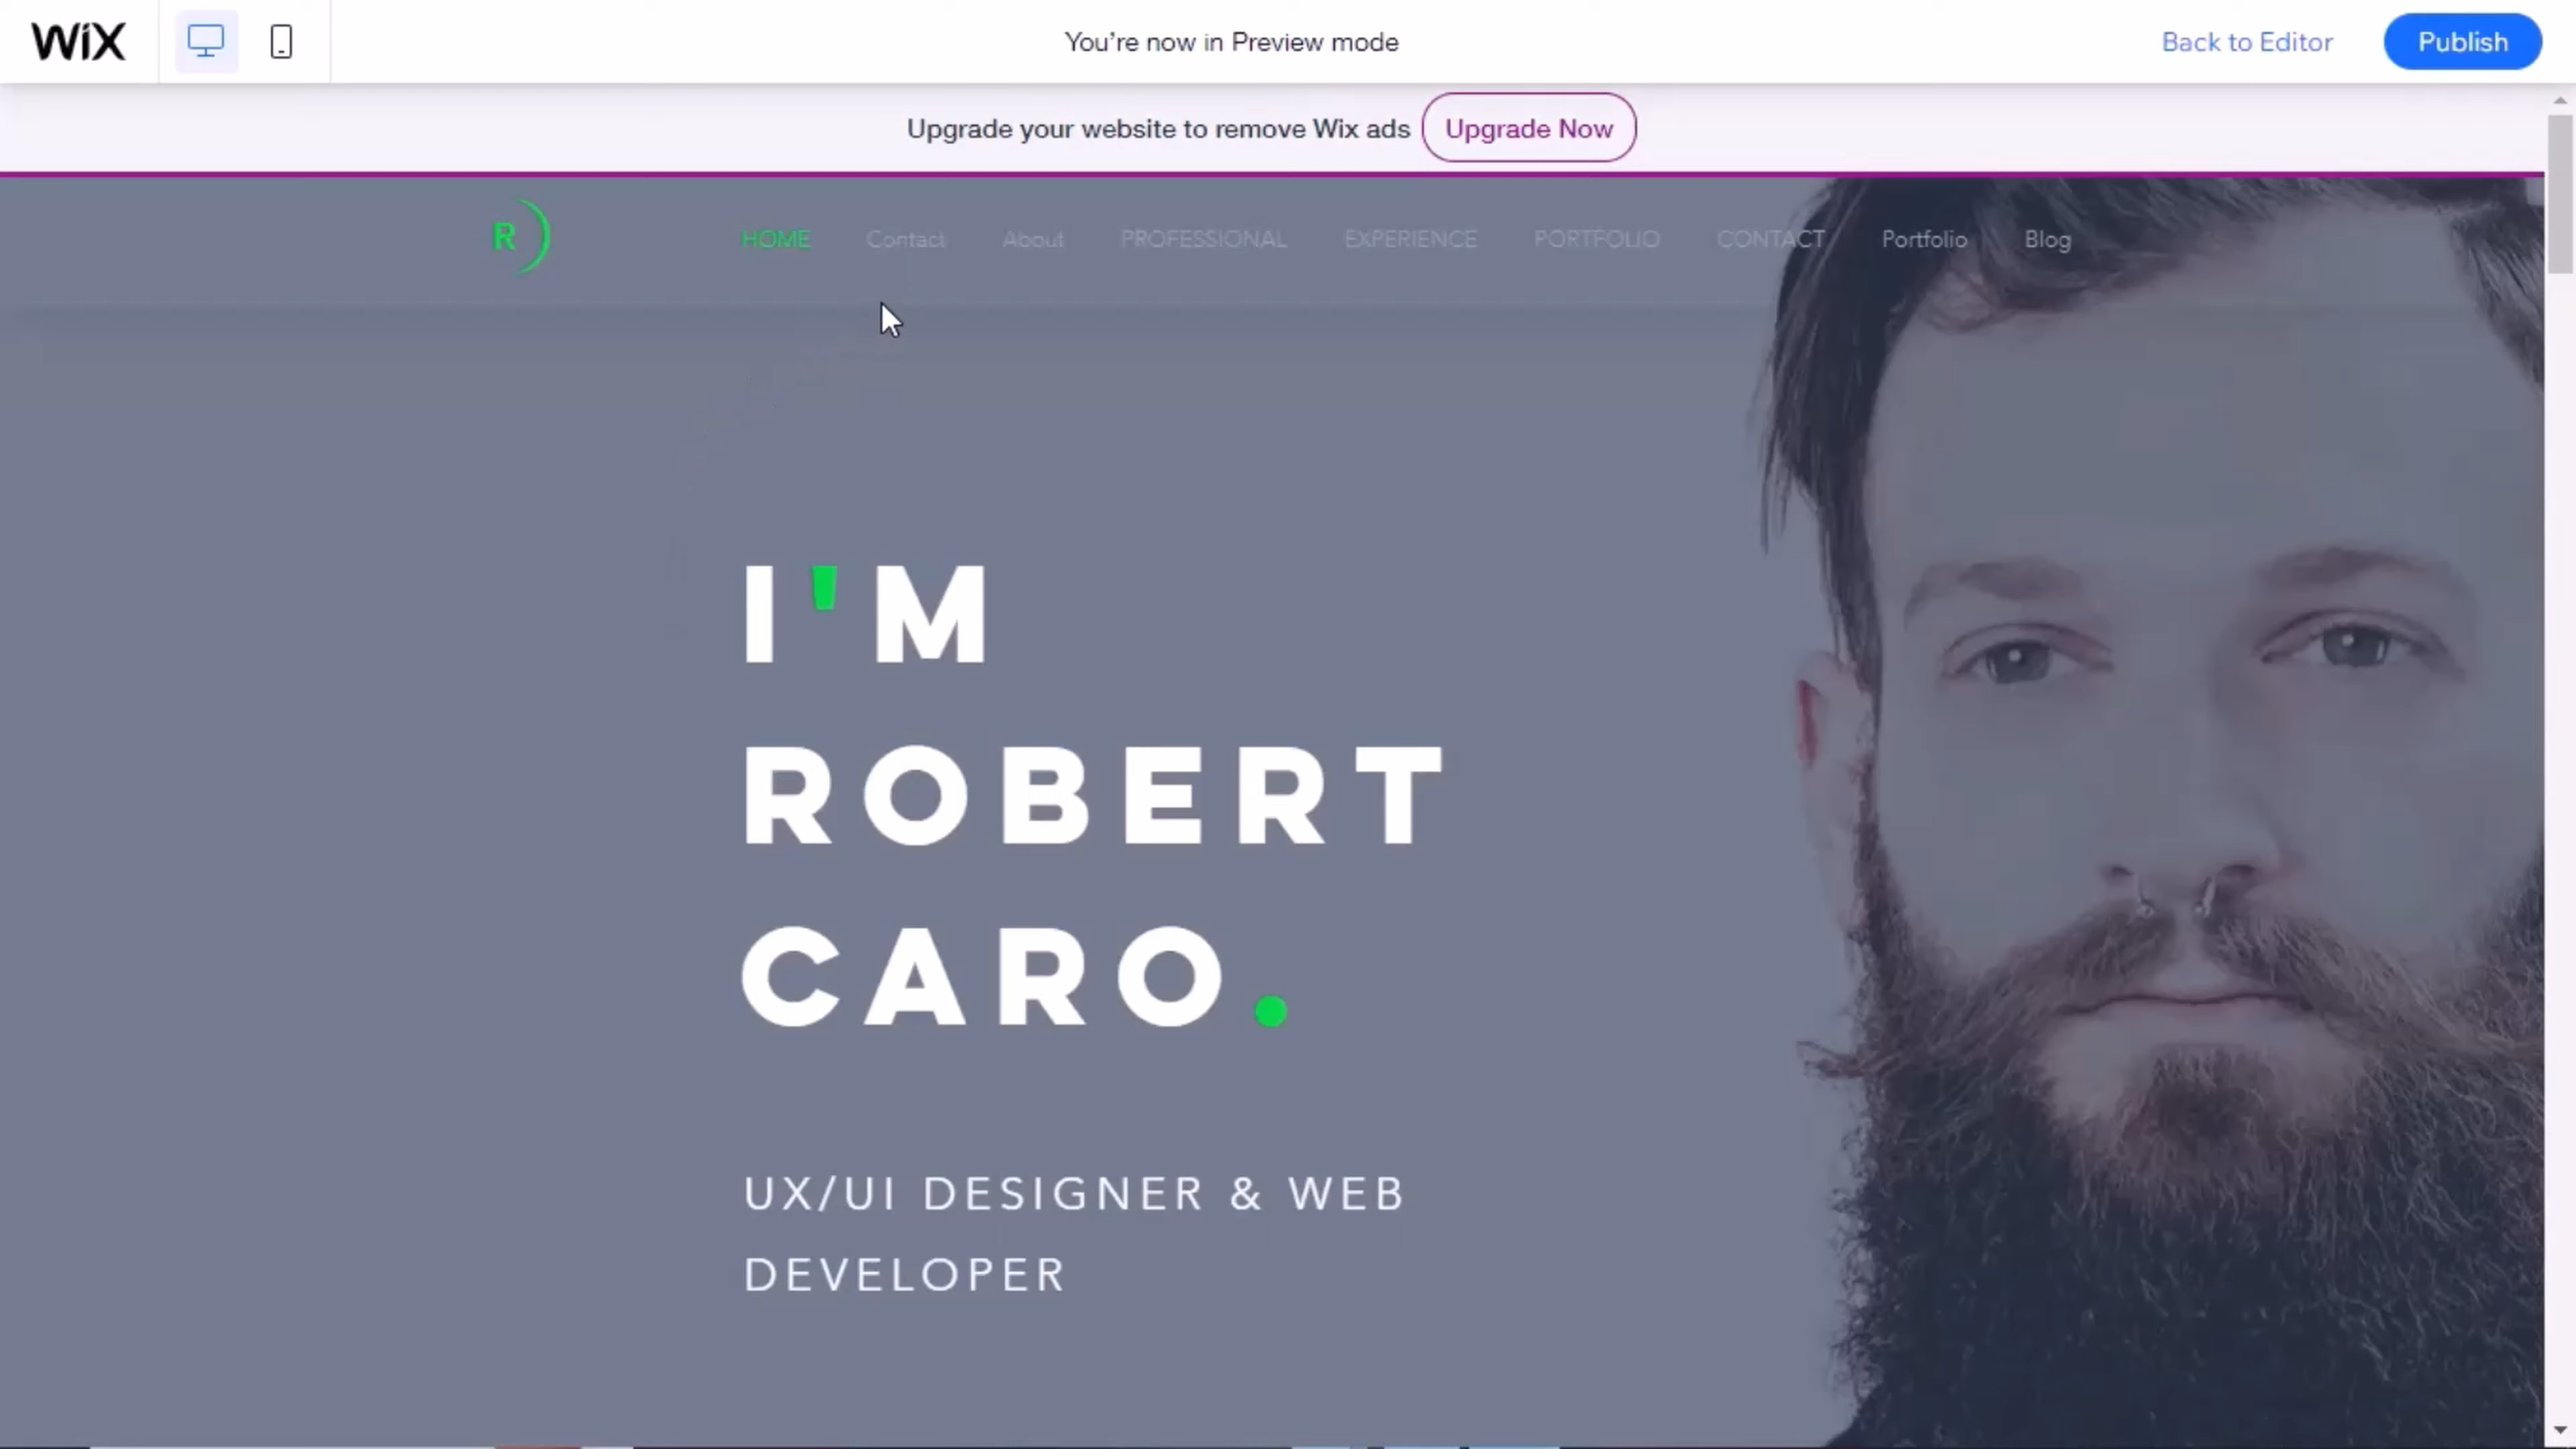 WiX
You're now in Preview mode
Back to Editor
Publish
Upgrade your website to remove Wix ads
Upgrade Now
R
HOME
Contact
About
PROFESSIONAL
EXPERIENCE
PORTFOLIO
CONTACT
Portfolio
Blog
I'M
ROBERT
CARO.
UX/UI DESIGNER & WEB
DEVELOPER